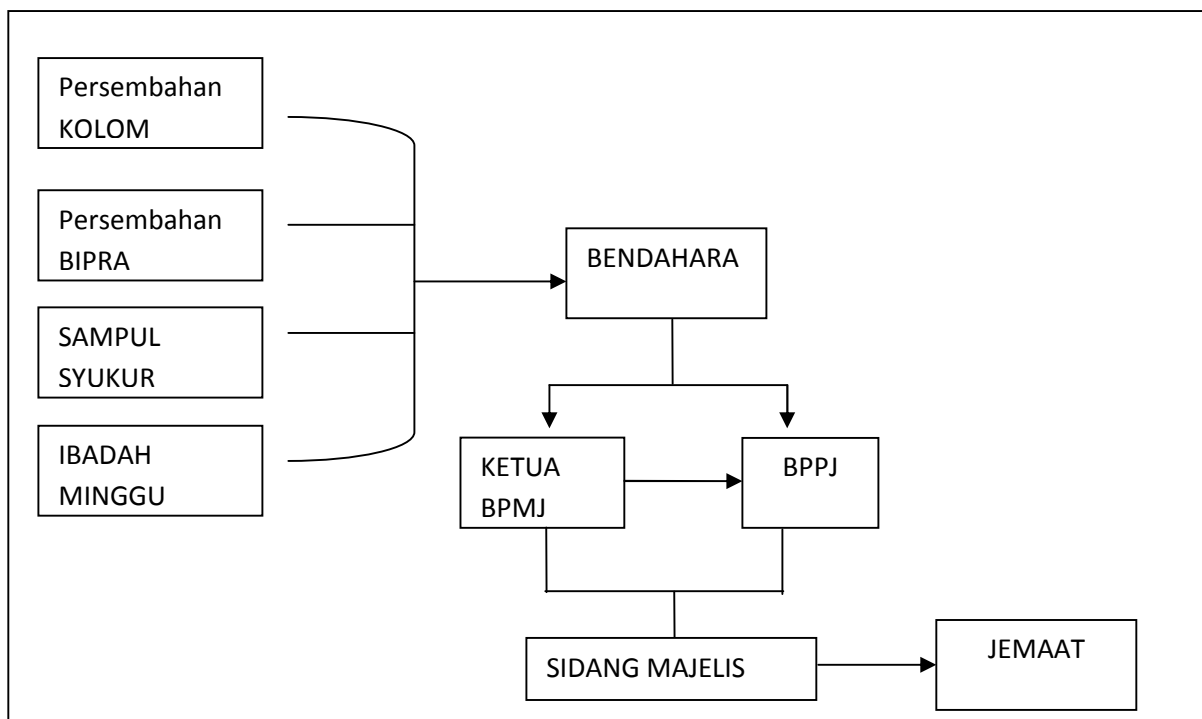 Persembahan
KOLOM
Persembahan
BIPRA
SAMPUL
SYUKUR
IBADAH
MINGGU
BENDAHARA
KETUA
BPMJ
BPPJ
SIDANG MAJELIS
JEMAAT